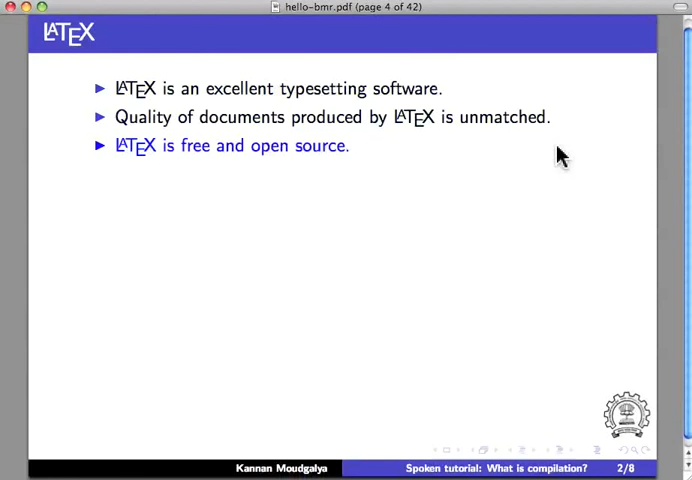 hello-bmr.pdf (page 4 of 42)
LATEX
LATEX is an excellent typesetting software.
Quality of documents produced by LATEX is unmatched.
LATEX is free and open source.
Kannan Moudgalya Spoken tutorial: What is compilation? 2/8